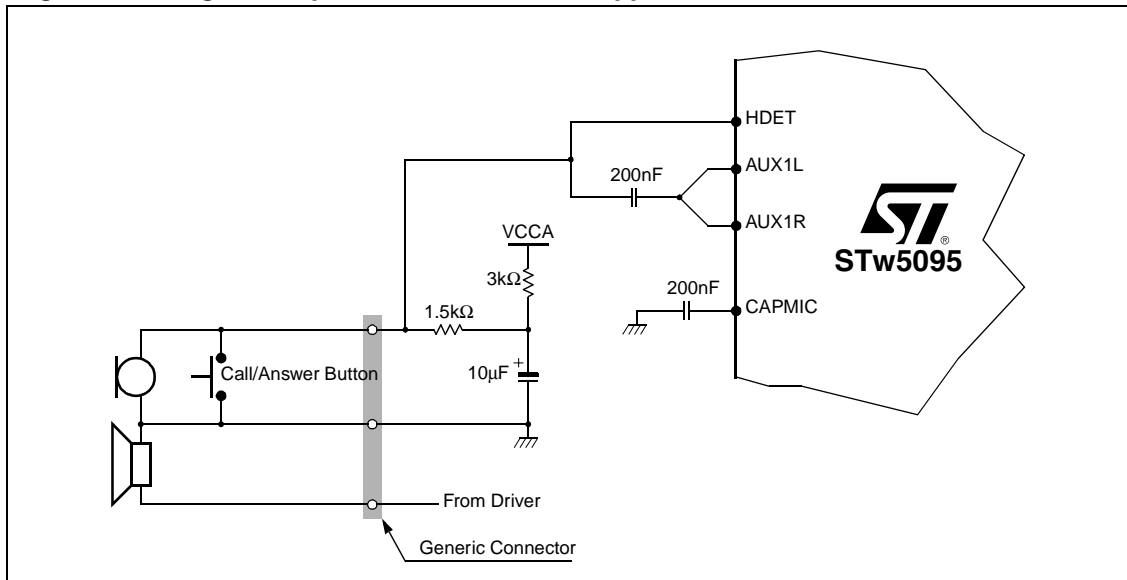 HDET
AUX1L
200nF
AUX1R
VCCA
ST
®
STw5095
3kΩ
200nF
CAPMIC
1.5kΩ
Call/Answer Button
10µF
+
From Driver
Generic Connector